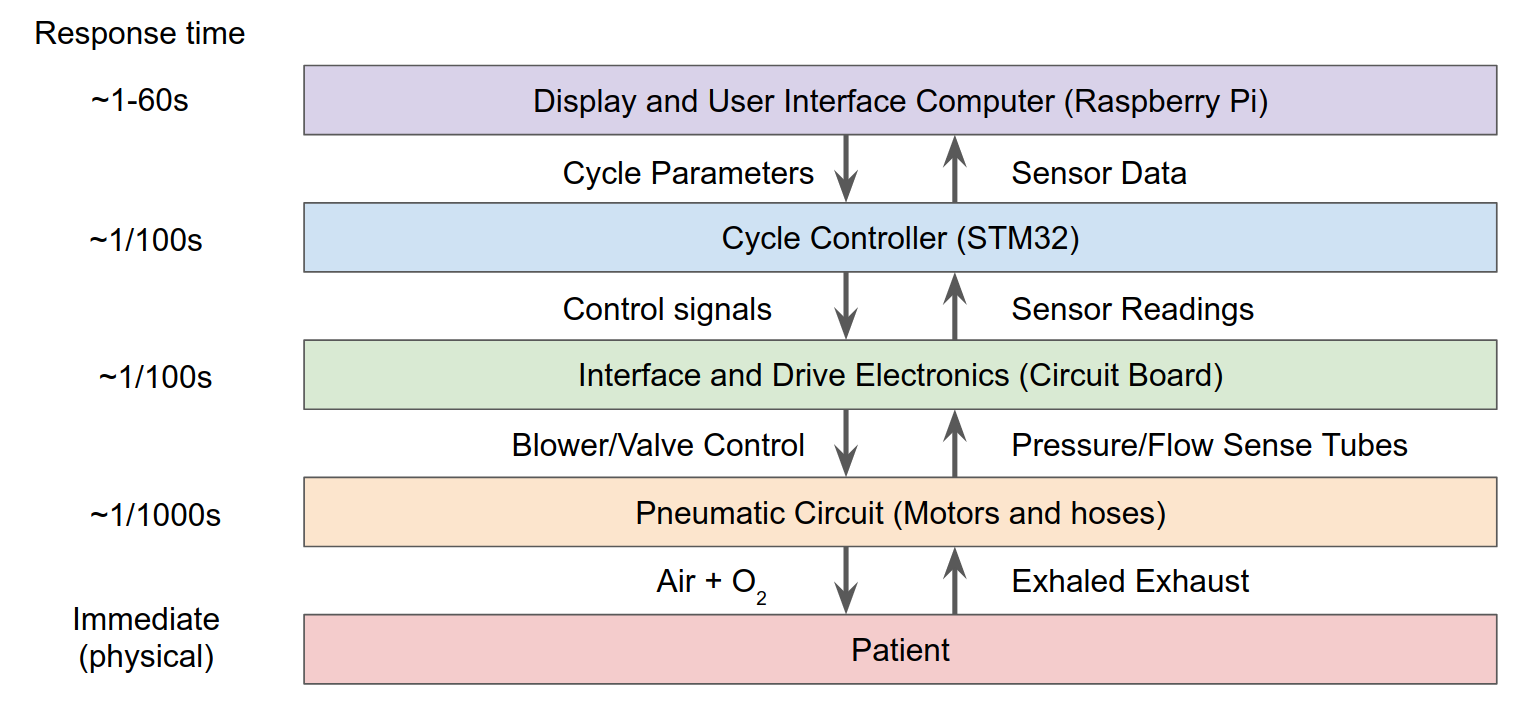 Response time
~1-60s
Display and User Interface Computer (Raspberry Pi)
Cycle Parameters
Sensor Data
~1/100s
Cycle Controller (STM32)
Control signals
Sensor Readings
~1/100s
Interface and Drive Electronics (Circuit Board)
Blower/Valve Control
Pressure/Flow Sense Tubes
~1/1000s
Pneumatic Circuit (Motors and hoses)
Air + O₂
Exhaled Exhaust
Immediate
(physical)
Patient